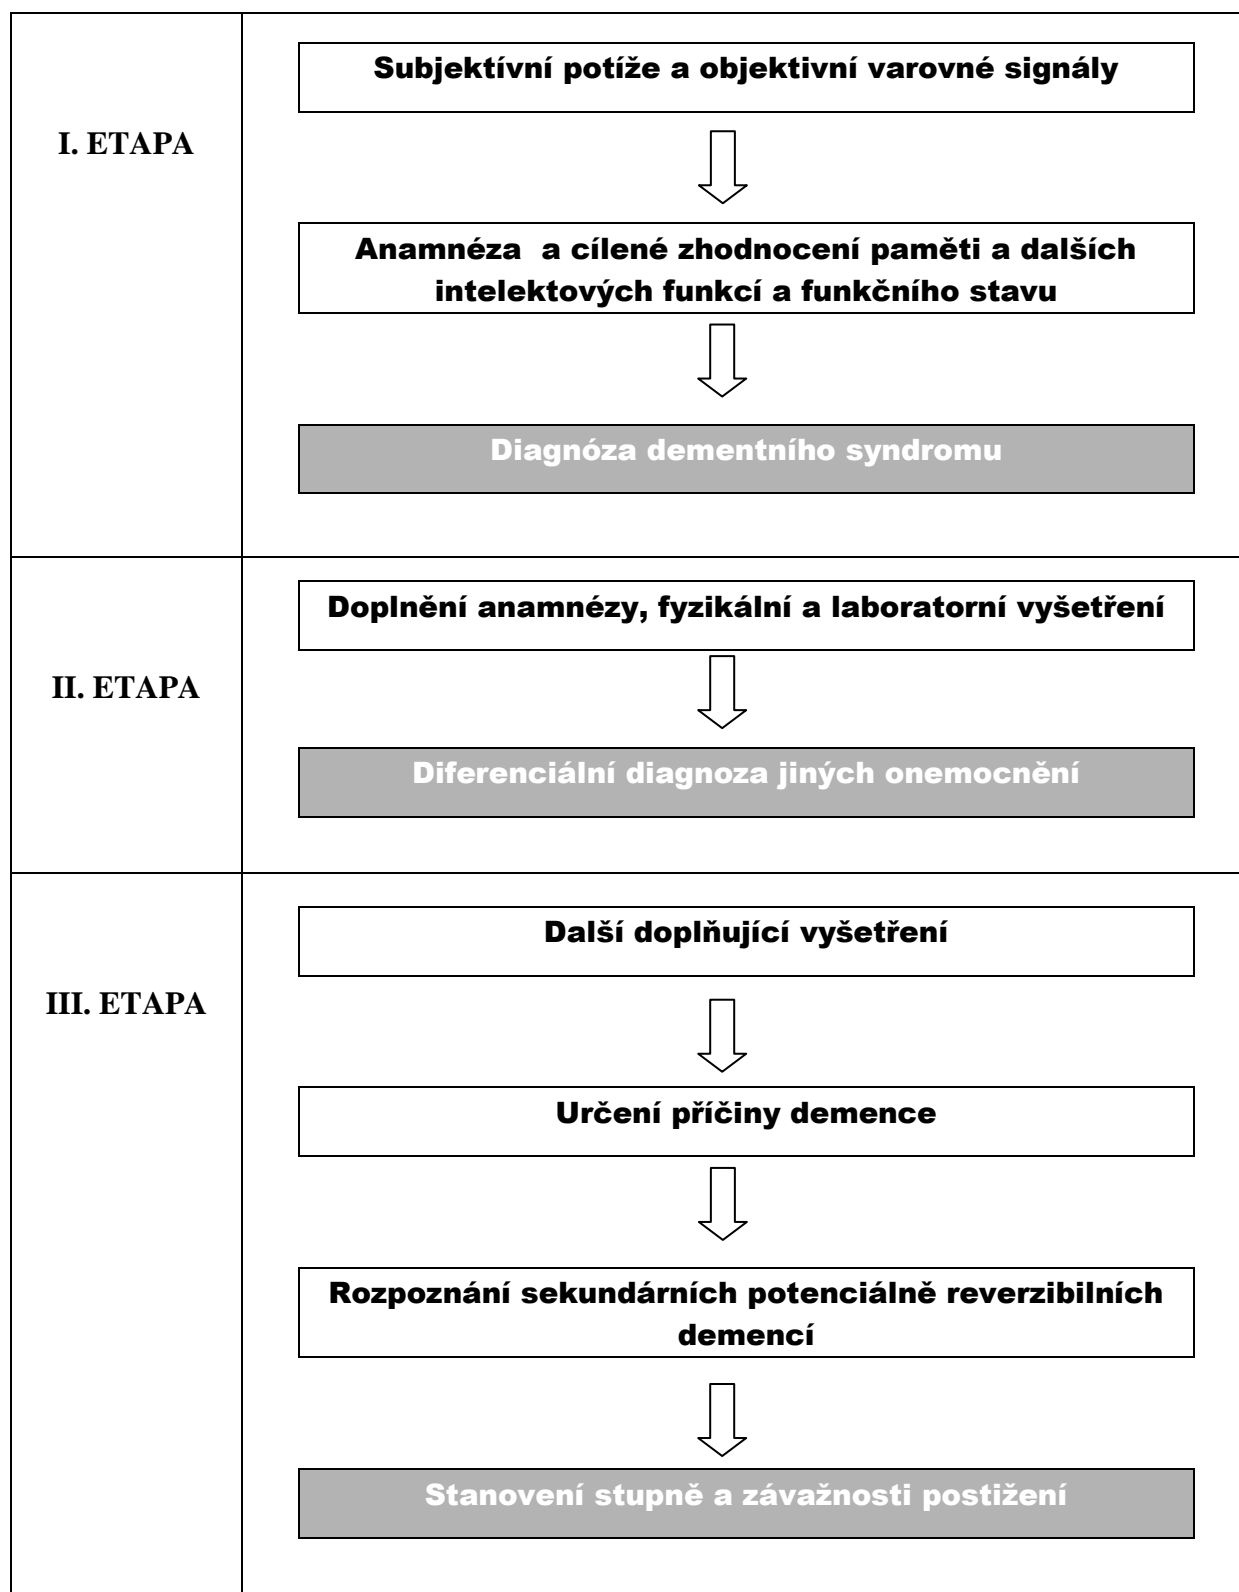 I. ETAPA
Subjektívní potíže a objektivní varovné signály
Anamnéza  a cílené zhodnocení paměti a dalších
intelektových funkcí a funkčního stavu
Diagnóza dementního syndromu
II. ETAPA
Doplnění anamnézy, fyzikální a laboratorní vyšetření
Diferenciální diagnoza jiných onemocnění
III. ETAPA
Další doplňující vyšetření
Určení příčiny demence
Rozpoznání sekundárních potenciálně reverzibilních
demencí
Stanovení stupně a závažnosti postižení